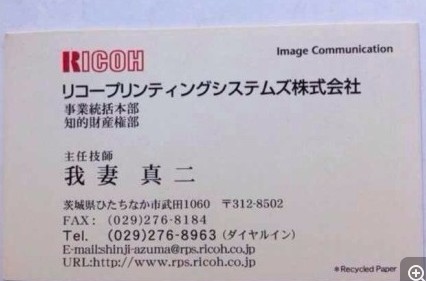 RICOH
Image Communication
リコープリンティングシステムズ株式会社
事業統括本部
知的財産権部
主任技師
我妻 真二
茨城県ひたちなか市武田1060 〒312-8502
FAX: (029)276-8184
Tel. (029)276-8963 (ダイヤルイン)
E-mail:shinji-azuma@rps.ricoh.co.jp
URL:http://www.rps.ricoh.co.jp
*Recycled Paper